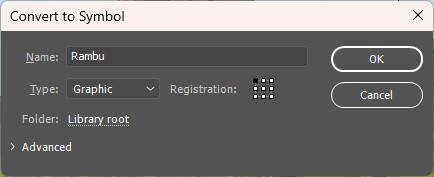 Convert to Symbol
Name: Rambu
OK
Type: Graphic Registration:
Cancel
Folder: Library root
Advanced